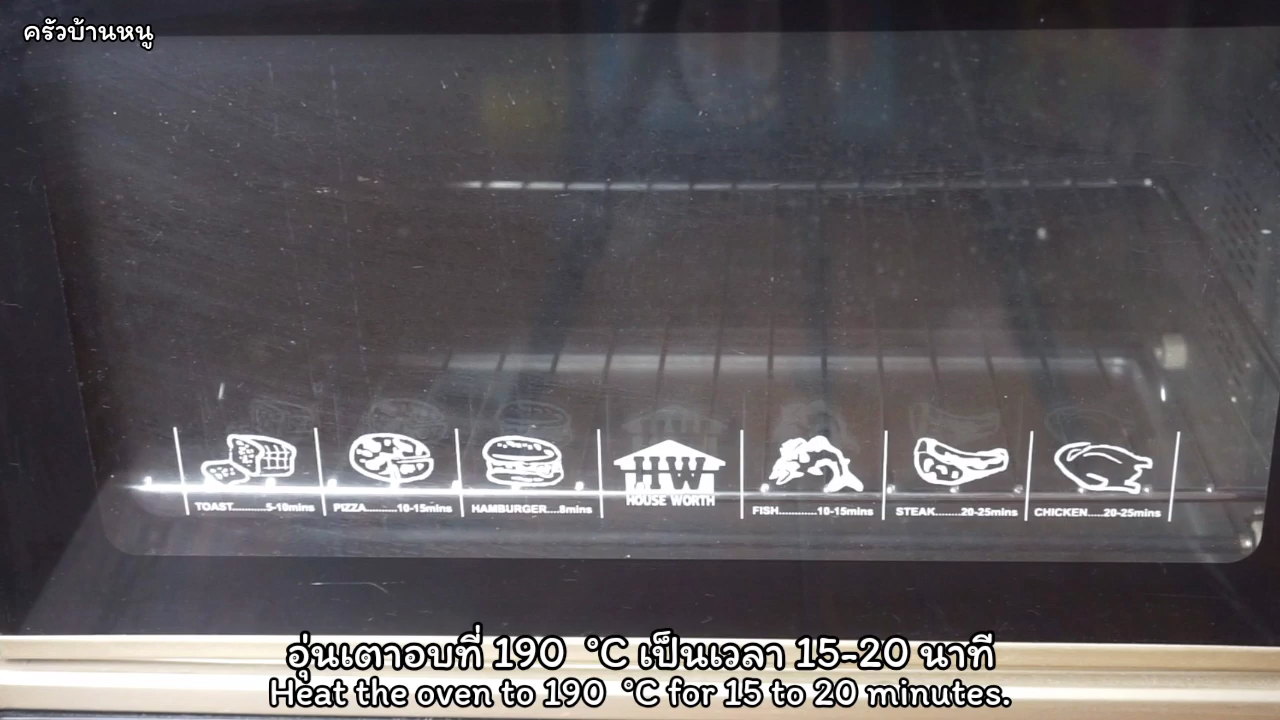 ครัวบ้านหนู
HW
HOUSE WORTH
TOAST..........5-10mins
PIZZA.........10-15mins
HAMBURGER....8mins
FISH............10-15mins
STEAK.......20-25mins
CHICKEN.....20-25mins
อุ่นเตาอบที่ 190 °C เป็นเวลา 15-20 นาที
Heat the oven to 190 °C for 15 to 20 minutes.